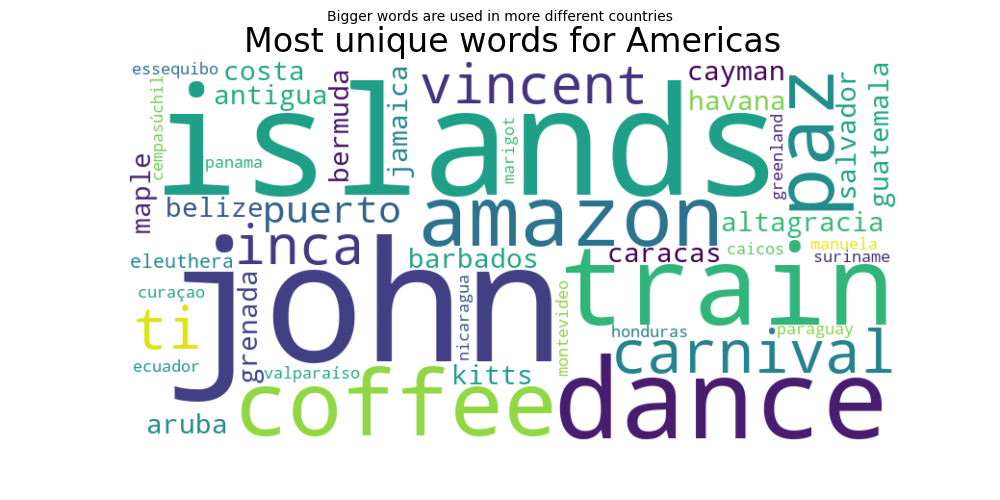 Bigger words are used in more different countries
Most unique words for Americas
essequibo
costa
antigua
bermuda
jamaica
vincent
cayman
havana
paz
salvador
guatemala
cempasúchil
islands
panama
marigot
greenland
maple
belize
puerto
amazon
altagracia
inca
john
barbados
caracas
caicos
manuela
suriname
eleuthera
train
curaçao
grenada
nicaragua
montevideo
ti
honduras
paraguay
carnival
ecuador
valparaíso
kitts
coffee
dance
aruba